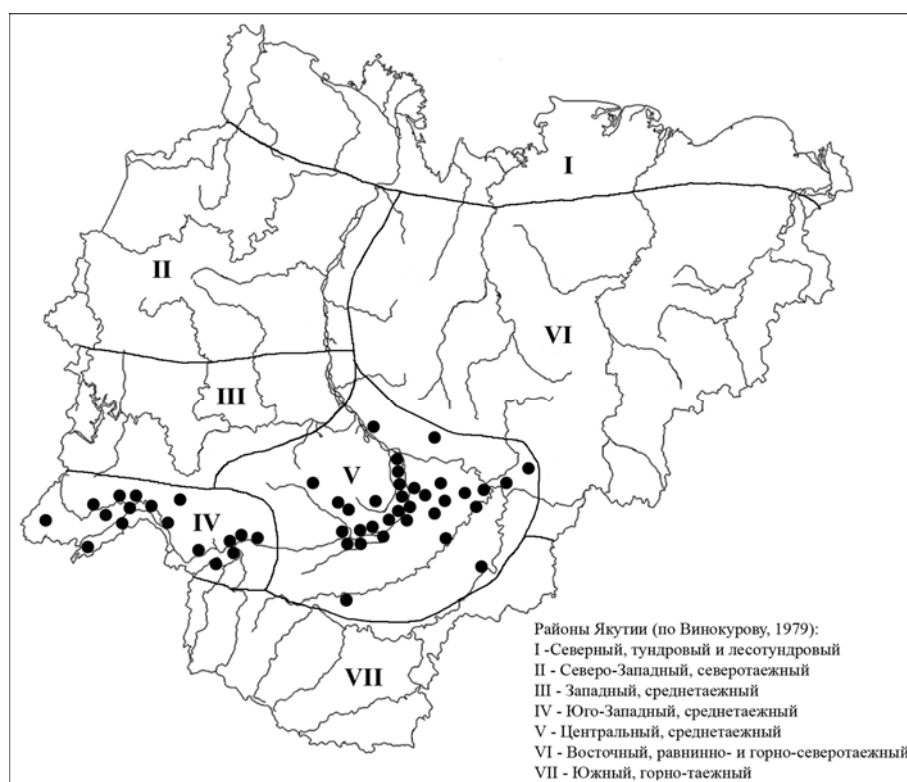 I
II
VI
III
V
IV
VII
Районы Якутии (по Винокурову, 1979):
I -Северный, тундровый и лесотундровый
II - Северо-Западный, северотаежный
III - Западный, среднетаежный
IV - Юго-Западный, среднетаежный
V - Центральный, среднетаежный
VI - Восточный, равнинно- и горно-северотаежный
VII - Южный, горно-таежный